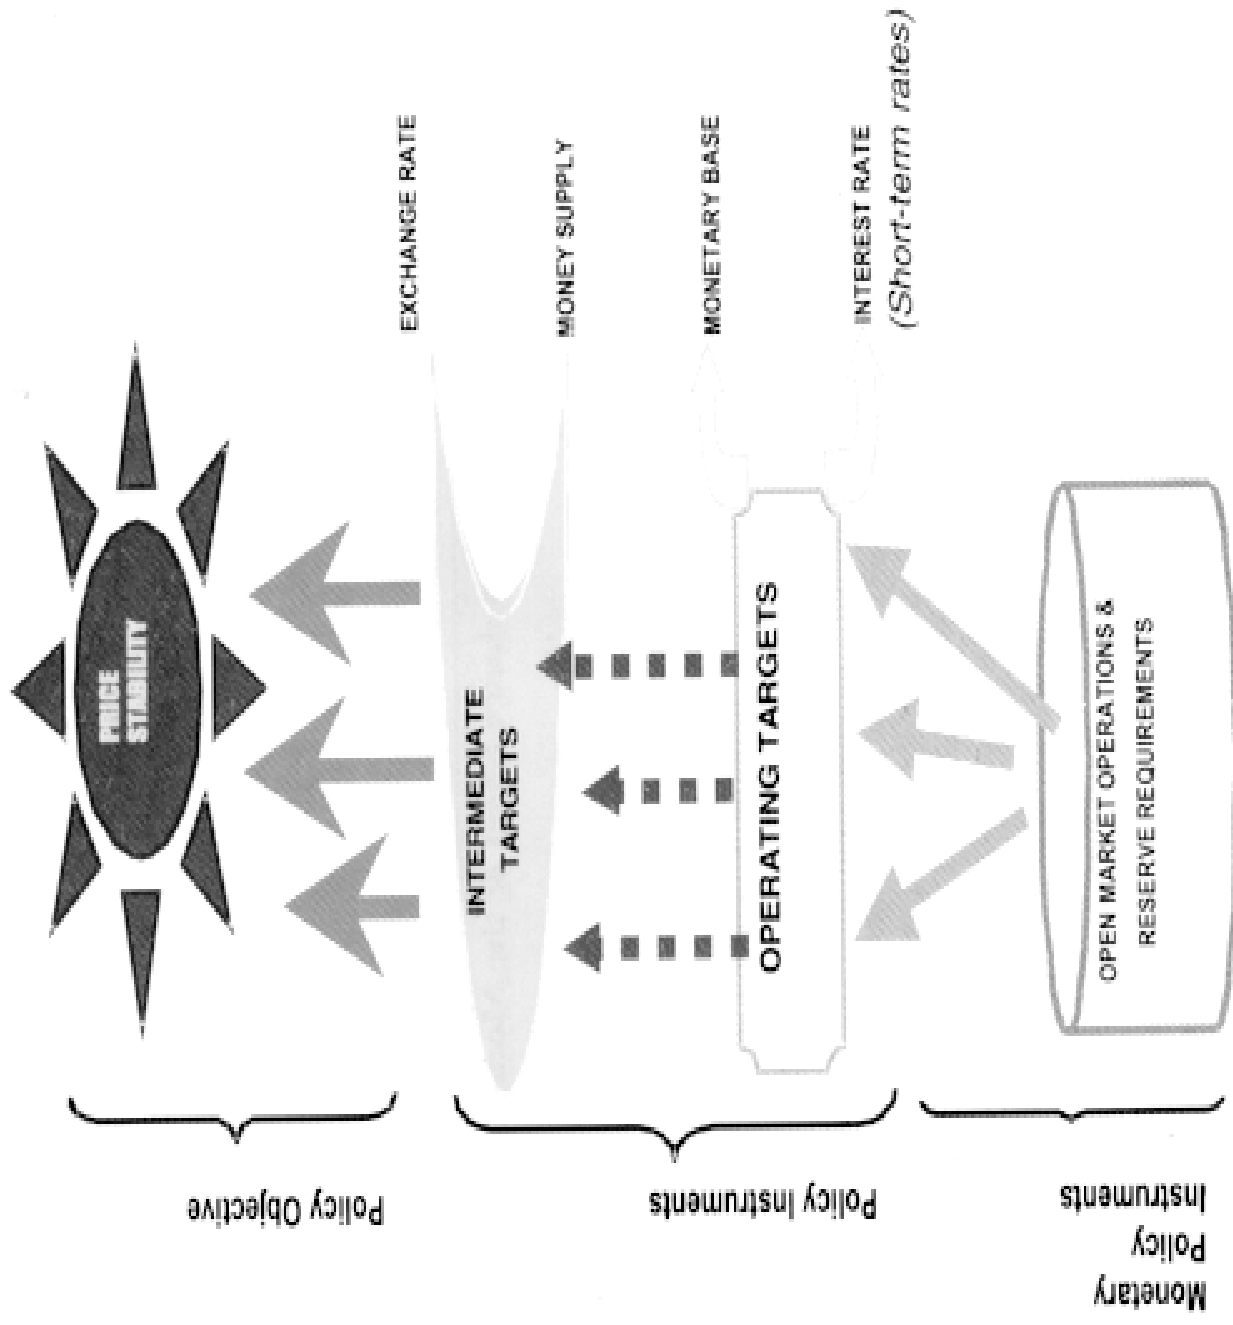 PRICE
STABILITY
EXCHANGE RATE
INTERMEDIATE
TARGETS
MONEY SUPPLY
MONETARY BASE
OPERATING TARGETS
INTEREST RATE
(Short-term rates)
OPEN MARKET OPERATIONS &
RESERVE REQUIREMENTS
Policy Objective
Policy Instruments
Monetary
Policy
Instruments